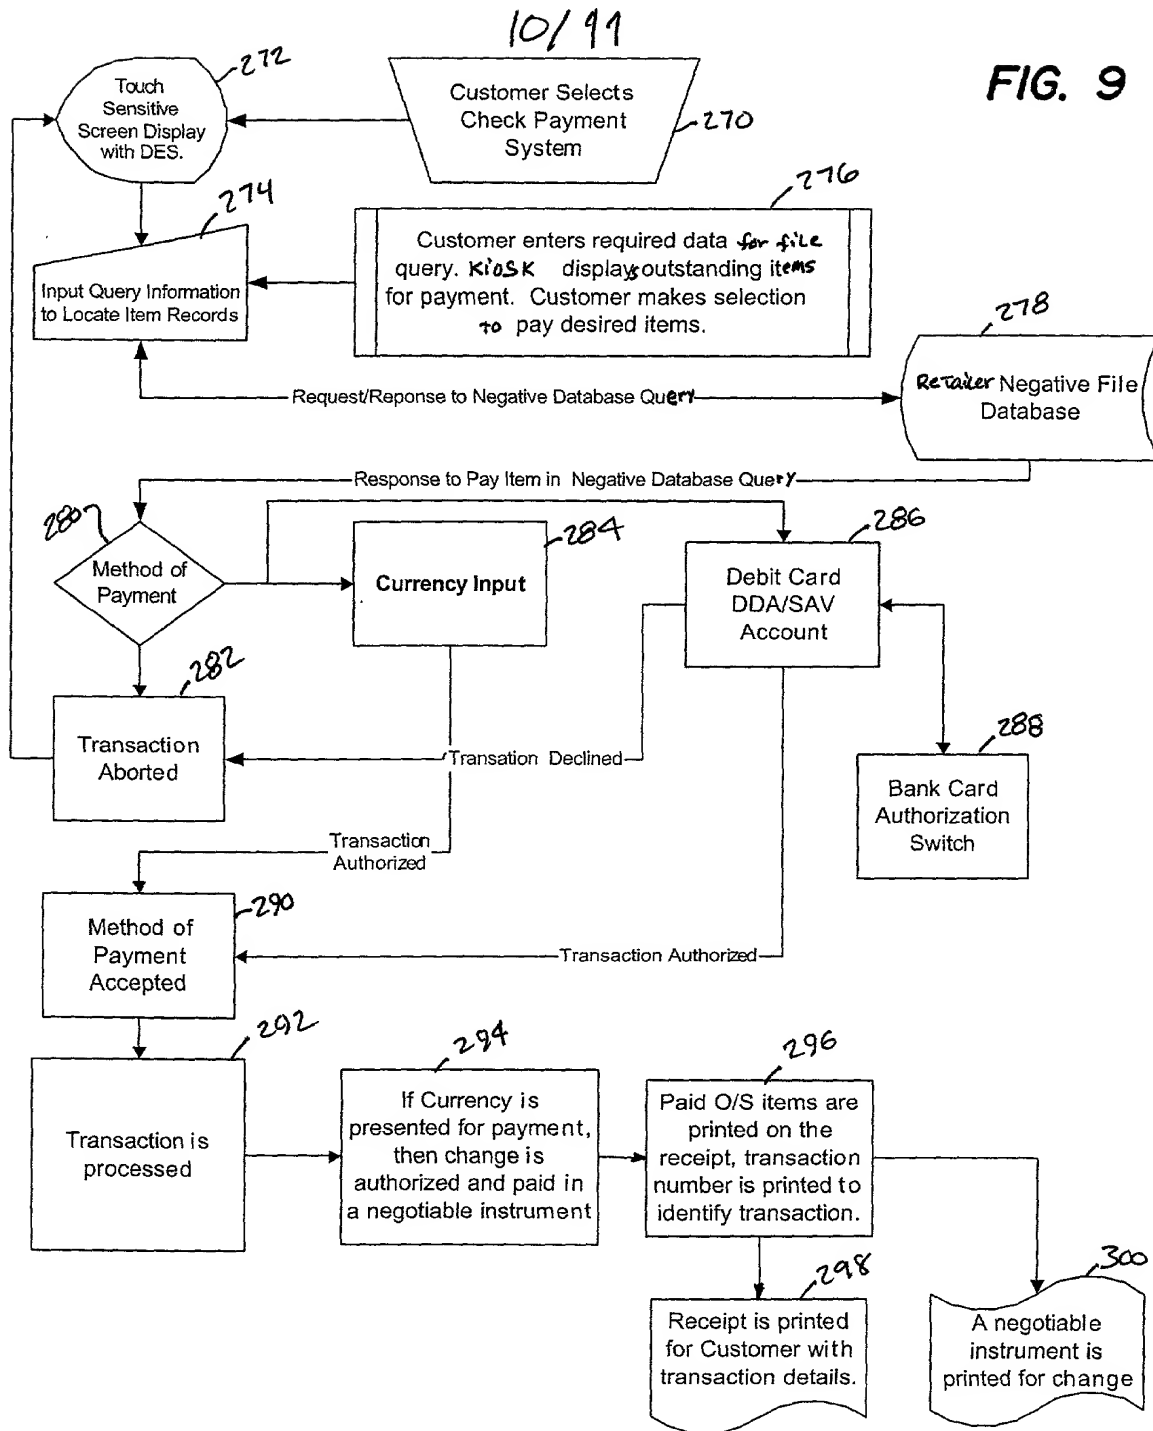 10/11
FIG. 9
272
Touch
Sensitive
Screen Display
with DES.
Customer Selects
Check Payment
System
270
274
276
Input Query Information
to Locate Item Records
Customer enters required data for file
query. KiOSK displays outstanding items
for payment. Customer makes selection
to pay desired items.
278
Retailer Negative File
Database
Request/Reponse to Negative Database Query
Response to Pay Item in Negative Database Query
280
Method of
Payment
284
Currency Input
286
Debit Card
DDA/SAV
Account
282
Transaction
Aborted
Transation Declined
288
Bank Card
Authorization
Switch
Transaction
Authorized
290
Method of
Payment
Accepted
Transaction Authorized
292
Transaction is
processed
294
If Currency is
presented for payment,
then change is
authorized and paid in
a negotiable instrument
296
Paid O/S items are
printed on the
receipt, transaction
number is printed to
identify transaction.
298
Receipt is printed
for Customer with
transaction details.
300
A negotiable
instrument is
printed for change